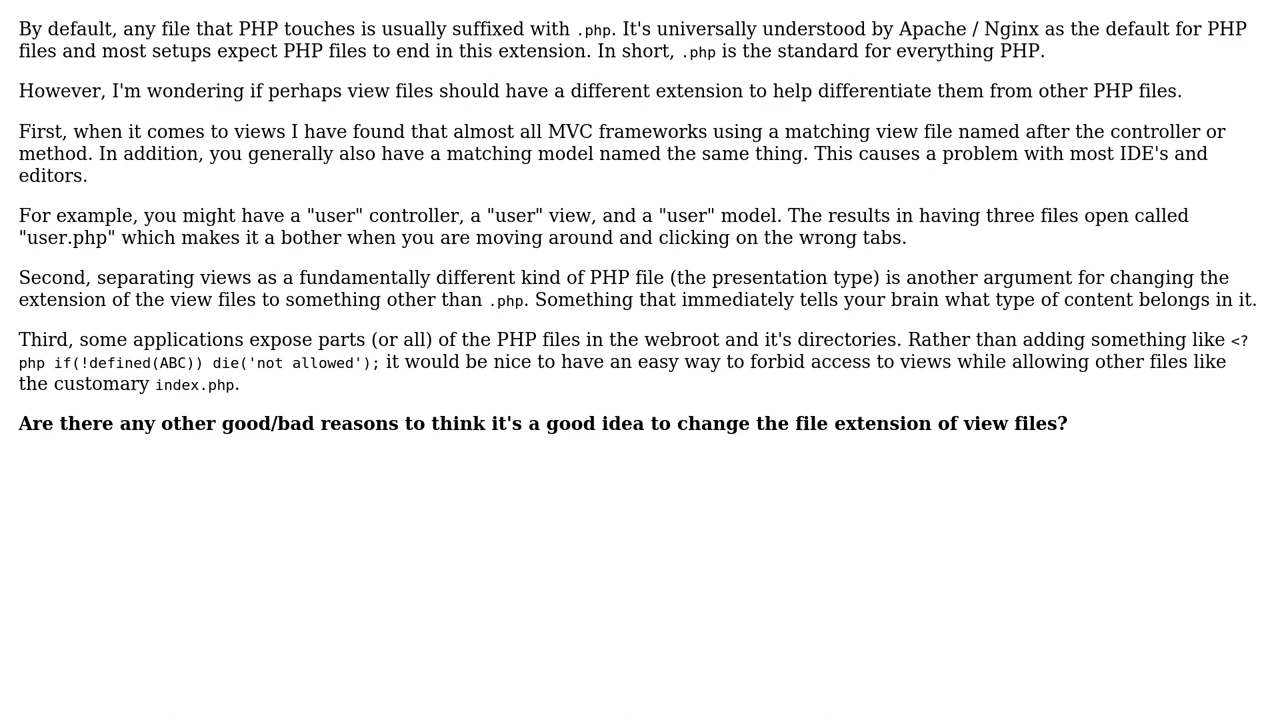 By default, any file that PHP touches is usually suffixed with .php. It's universally understood by Apache / Nginx as the default for PHP
files and most setups expect PHP files to end in this extension. In short, .php is the standard for everything PHP.
However, I'm wondering if perhaps view files should have a different extension to help differentiate them from other PHP files.
First, when it comes to views I have found that almost all MVC frameworks using a matching view file named after the controller or
method. In addition, you generally also have a matching model named the same thing. This causes a problem with most IDE's and
editors.
For example, you might have a "user" controller, a "user" view, and a "user" model. The results in having three files open called
"user.php" which makes it a bother when you are moving around and clicking on the wrong tabs.
Second, separating views as a fundamentally different kind of PHP file (the presentation type) is another argument for changing the
extension of the view files to something other than .php. Something that immediately tells your brain what type of content belongs in it.
Third, some applications expose parts (or all) of the PHP files in the webroot and it's directories. Rather than adding something like <?
php if(!defined(ABC)) die('not allowed'); it would be nice to have an easy way to forbid access to views while allowing other files like
the customary index.php.
Are there any other good/bad reasons to think it's a good idea to change the file extension of view files?